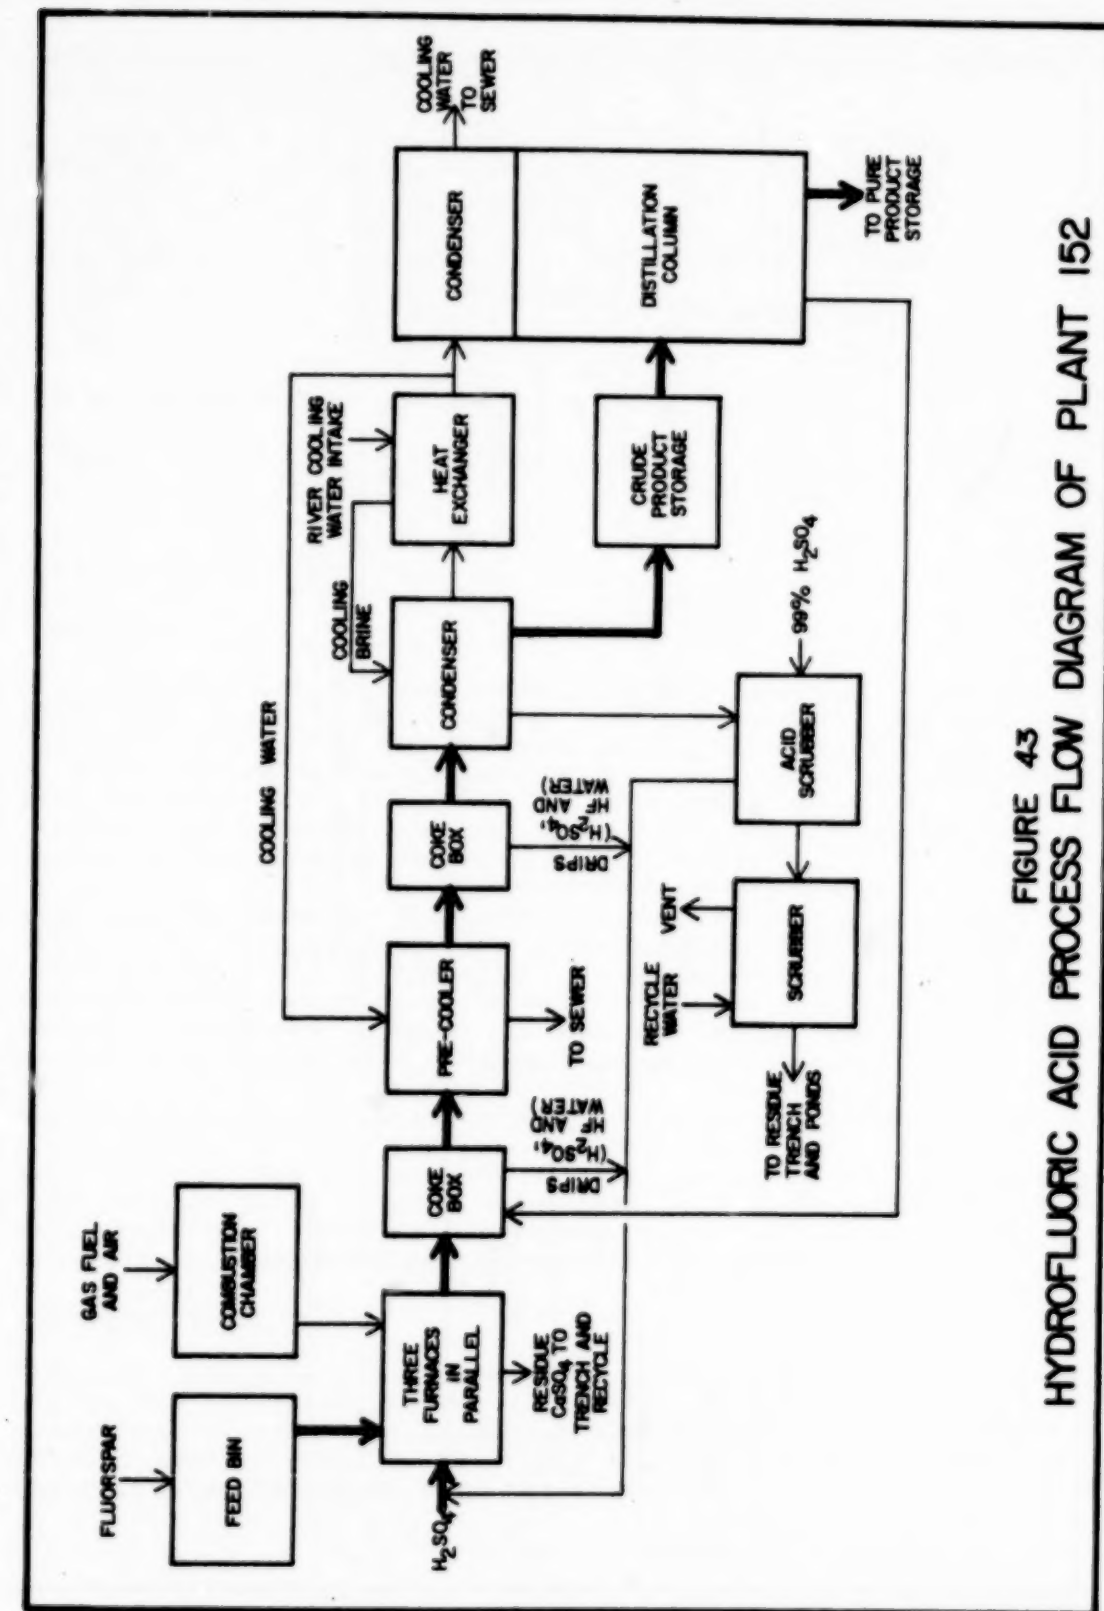 FLUORSPAR
FEED BIN
GAS FUEL
AND AIR
COMBUSTION
CHAMBER
H₂SO₄
THREE
FURNACES
IN
PARALLEL
RESIDUE
CaSO₄ TO
TRENCH AND
RECYCLE
COKE
BOX
DRIPS
(H₂SO₄,
HF AND
WATER)
PRE-COOLER
TO SEWER
COOLING WATER
COKE
BOX
DRIPS
(H₂SO₄,
HF AND
WATER)
CONDENSER
COOLING
BRINE
RIVER COOLING
WATER INTAKE
HEAT
EXCHANGER
CONDENSER
COOLING
WATER
TO
SEWER
DISTILLATION
COLUMN
CRUDE
PRODUCT
STORAGE
TO PURE
PRODUCT
STORAGE
99% H₂SO₄
ACID
SCRUBBER
SCRUBBER
VENT
RECYCLE
WATER
TO RESIDUE
TRENCH
AND PONDS
FIGURE 43
HYDROFLUORIC ACID PROCESS FLOW DIAGRAM OF PLANT 152